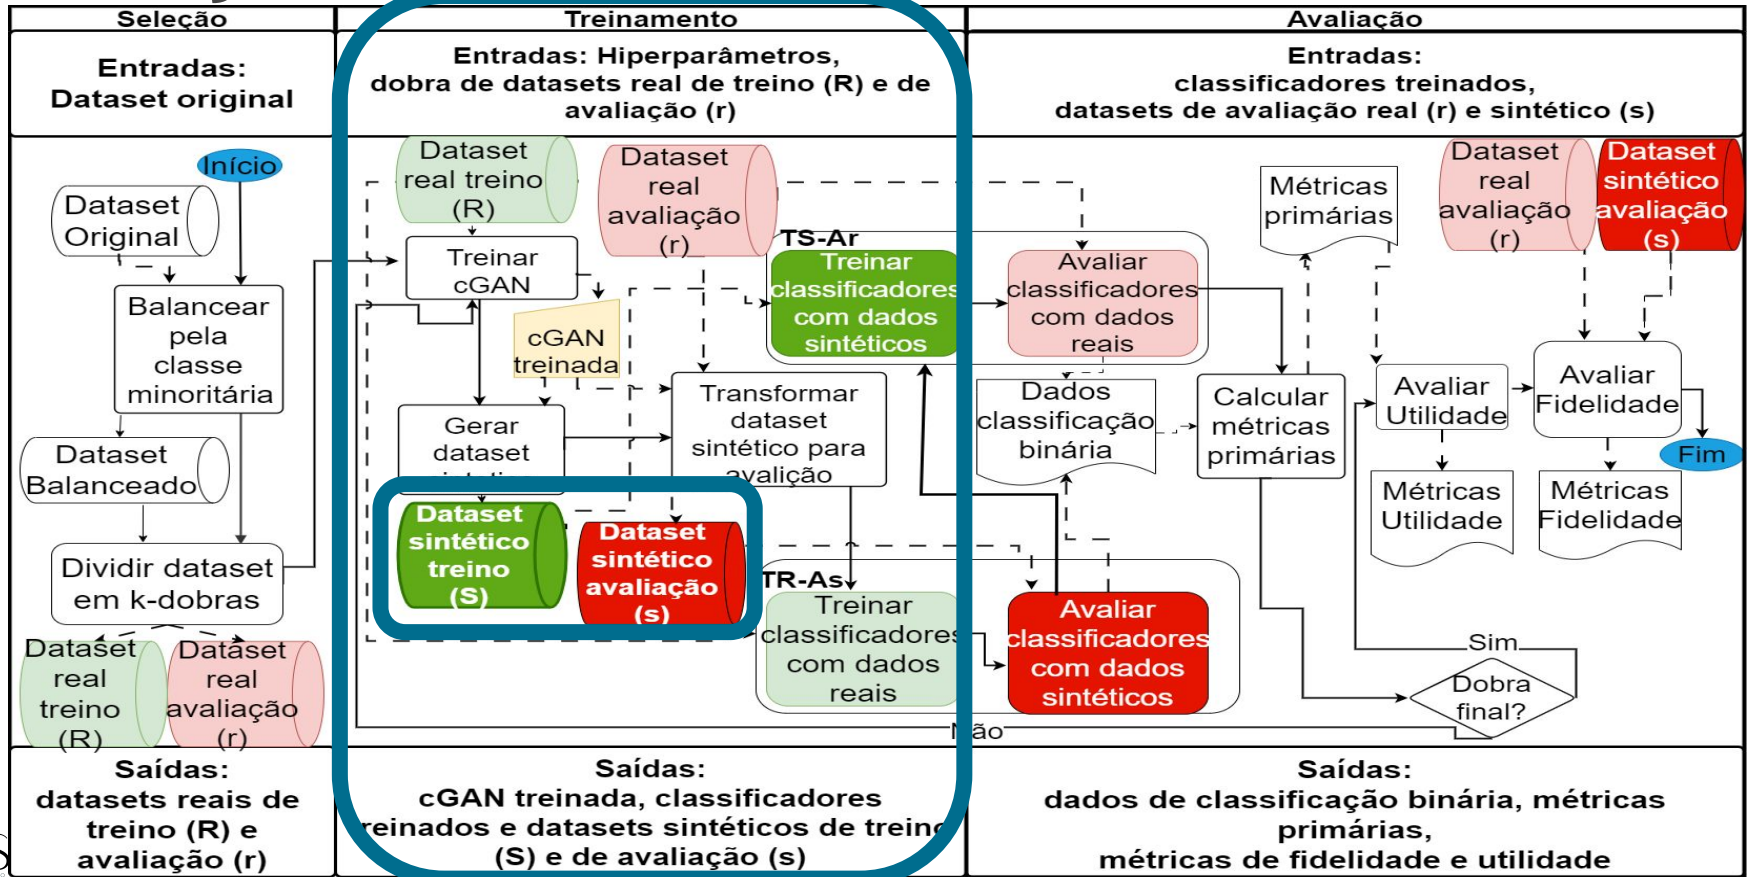 Seleção
Treinamento
Avaliação
Entradas:
Dataset original
Entradas: Hiperparâmetros,
dobra de datasets real de treino (R) e de
avaliação (r)
Entradas:
classificadores treinados,
datasets de avaliação real (r) e sintético (s)
Início
Dataset
Original
Balancear
pela
classe
minoritária
Dataset
Balanceado
Dividir dataset
em k-dobras
Dataset
real
treino
(R)
Dataset
real
avaliação
(r)
Dataset
real treino
(R)
Dataset
real
avaliação
(r)
Treinar
cGAN
cGAN
treinada
Gerar
dataset
Transformar
dataset
sintético para
avalição
Dataset
sintético
treino
(S)
Dataset
sintético
avaliação
(s)
TS-Ar
Treinar
classificadores
com dados
sintéticos
Avaliar
classificadores
com dados
reais
TR-As
Treinar
classificadores
com dados
reais
Avaliar
classificadores
com dados
sintéticos
Dados
classificação
binária
Calcular
métricas
primárias
Métricas
primárias
Dataset
real
avaliação
(r)
Dataset
sintético
avaliação
(s)
Avaliar
Utilidade
Avaliar
Fidelidade
Fim
Métricas
Utilidade
Métricas
Fidelidade
Sim
Dobra
final?
Não
Saídas:
datasets reais de
treino (R) e
avaliação (r)
Saídas:
cGAN treinada, classificadores
treinados e datasets sintéticos de treino
(S) e de avaliação (s)
Saídas:
dados de classificação binária, métricas
primárias,
métricas de fidelidade e utilidade